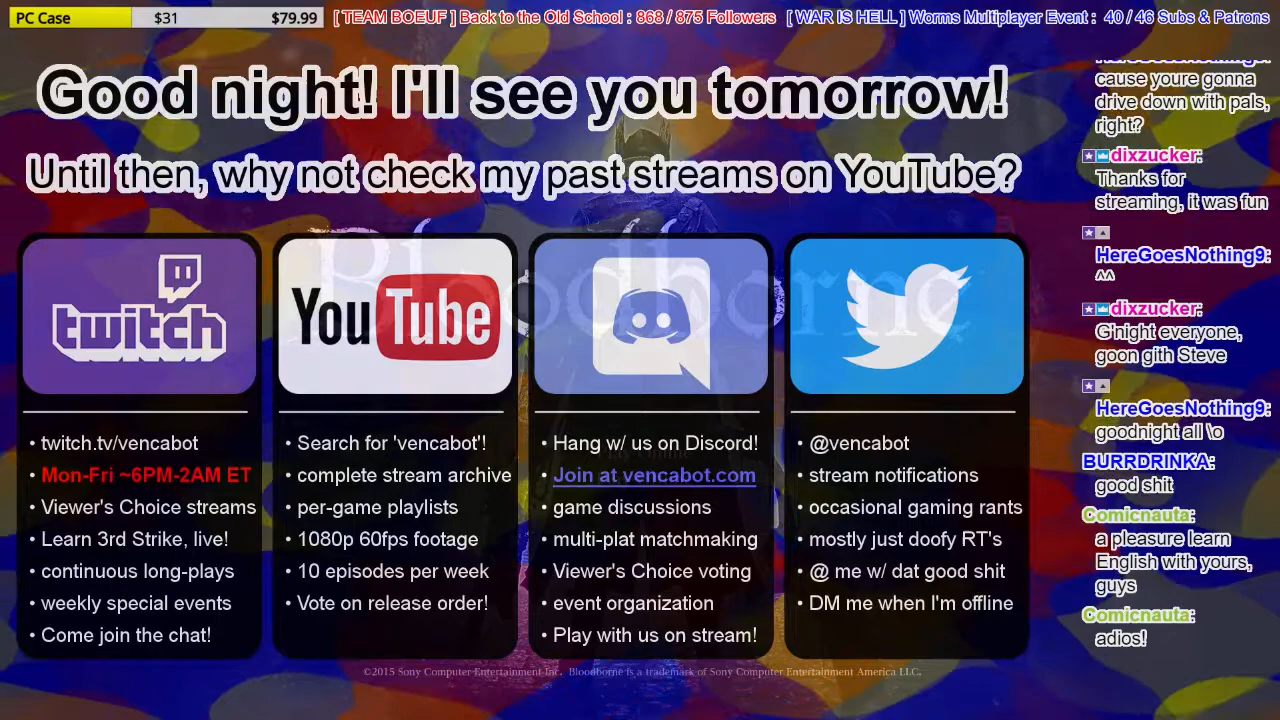 PC Case $31 $79.99 [ TEAM BOEUF ] Back to the Old School : 868 / 875 Followers [ WAR IS HELL ] Worms Multiplayer Event : 40 / 46 Subs & Patrons
Good night! I'll see you tomorrow!
Until then, why not check my past streams on YouTube?
Bloodborne
twitch
• twitch.tv/vencabot
• Mon-Fri ~6PM-2AM ET
• Viewer's Choice streams
• Learn 3rd Strike, live!
• continuous long-plays
• weekly special events
• Come join the chat!
YouTube
• Search for 'vencabot'!
• complete stream archive
• per-game playlists
• 1080p 60fps footage
• 10 episodes per week
• Vote on release order!
• Hang w/ us on Discord!
• Join at vencabot.com
• game discussions
• multi-plat matchmaking
• Viewer's Choice voting
• event organization
• Play with us on stream!
• @vencabot
• stream notifications
• occasional gaming rants
• mostly just doofy RT's
• @ me w/ dat good shit
• DM me when I'm offline
©2015 Sony Computer Entertainment Inc. Bloodborne is a trademark of Sony Computer Entertainment America LLC.
cause youre gonna
drive down with pals,
right?
dixzucker:
Thanks for
streaming, it was fun
HereGoesNothing9:
^^
dixzucker:
G'night everyone,
goon gith Steve
HereGoesNothing9:
goodnight all \o
BURRDRINKA:
good shit
Comicnauta:
a pleasure learn
English with yours,
guys
Comicnauta:
adios!